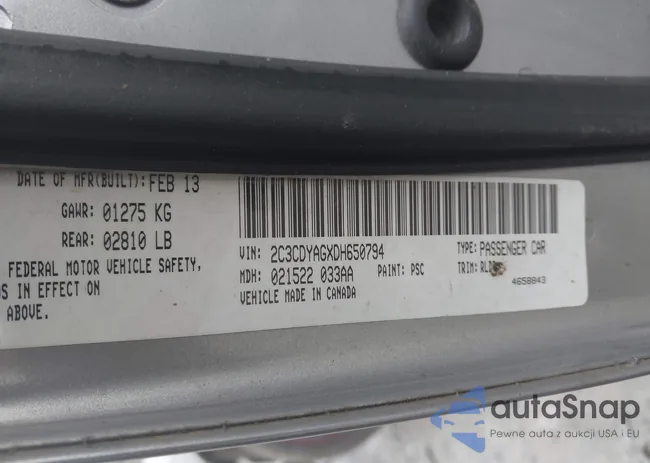 DATE OF MFR(BUILT): FEB 13
GAWR: 01275 KG
REAR: 02810 LB
FEDERAL MOTOR VEHICLE SAFETY,
S IN EFFECT ON
ABOVE.
VIN: 2C3CDYAGXDH650794
TYPE: PASSENGER CAR
MDH: 021522 033AA
PAINT: PSC
TRIM:
VEHICLE MADE IN CANADA
4658843
autaSnap
Pewne auta z aukcji USA i EU